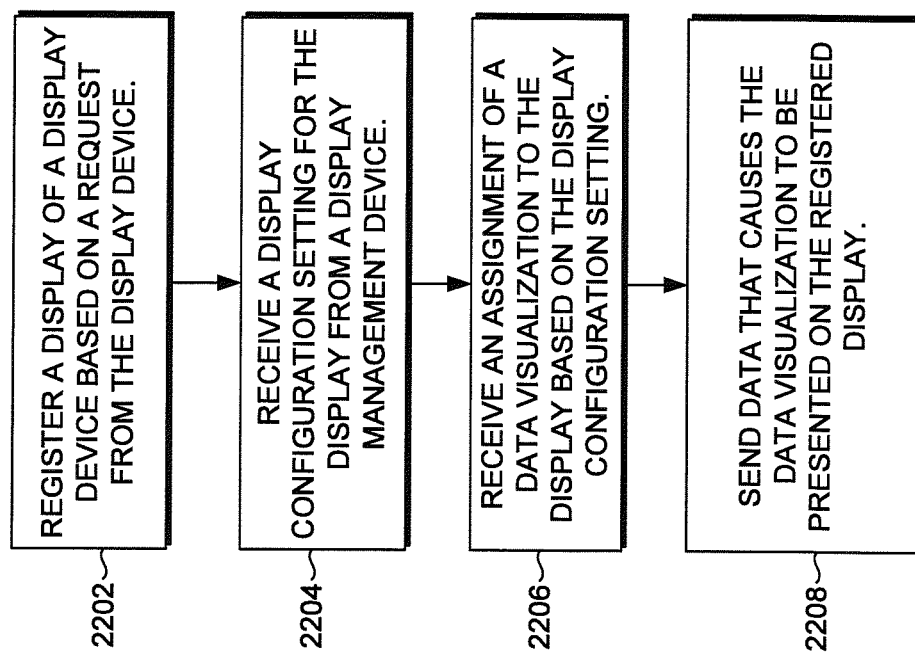 2202
REGISTER A DISPLAY OF A DISPLAY
DEVICE BASED ON A REQUEST
FROM THE DISPLAY DEVICE.
2204
RECEIVE A DISPLAY
CONFIGURATION SETTING FOR THE
DISPLAY FROM A DISPLAY
MANAGEMENT DEVICE.
2206
RECEIVE AN ASSIGNMENT OF A
DATA VISUALIZATION TO THE
DISPLAY BASED ON THE DISPLAY
CONFIGURATION SETTING.
2208
SEND DATA THAT CAUSES THE
DATA VISUALIZATION TO BE
PRESENTED ON THE REGISTERED
DISPLAY.